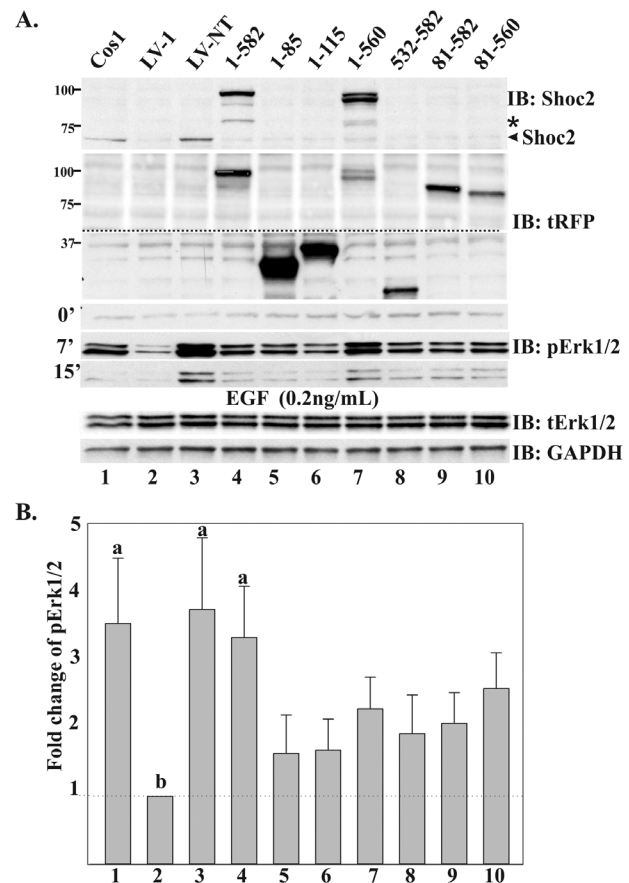 A.
Cos1 LV-1 LV-NT 1-582 1-85 1-115 1-560 532-582 81-582 81-560
100 IB: Shoc2
75 *
Shoc2
100
75 IB: tRFP
37
0'
7' IB: pErk1/2
15'
EGF (0.2ng/mL)
IB: tErk1/2
IB: GAPDH
1 2 3 4 5 6 7 8 9 10
B.
Fold change of pErk1/2
5
4
3
2
1
a b a a
1 2 3 4 5 6 7 8 9 10